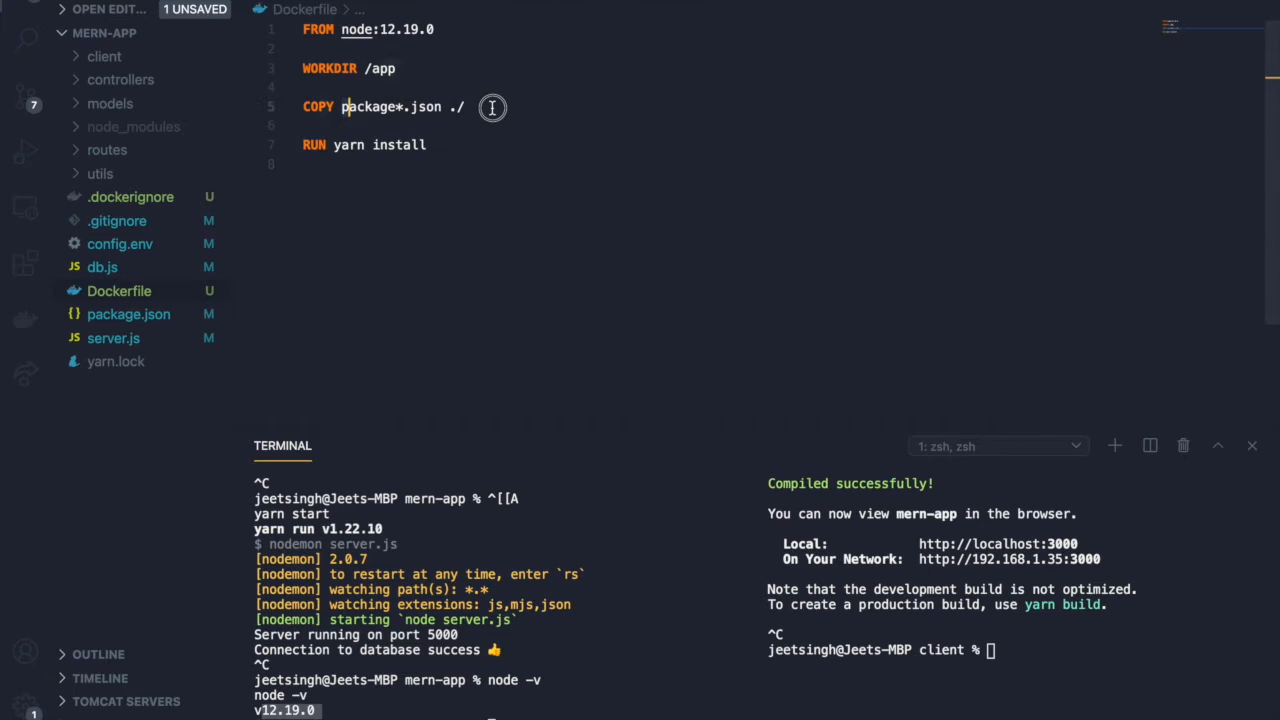 OPEN EDIT... 1 UNSAVED
MERN-APP
client
controllers
models
node_modules
routes
utils
.dockerignore U
.gitignore M
config.env M
JS db.js M
Dockerfile U
{} package.json M
JS server.js M
yarn.lock
OUTLINE
TIMELINE
TOMCAT SERVERS
7
1
Dockerfile > ...
1 FROM node:12.19.0
2
3 WORKDIR /app
4
5 COPY package*.json ./
6
7 RUN yarn install
8
TERMINAL
1: zsh, zsh
^C
jeetsingh@Jeets-MBP mern-app % ^[[A
yarn start
yarn run v1.22.10
$ nodemon server.js
[nodemon] 2.0.7
[nodemon] to restart at any time, enter `rs`
[nodemon] watching path(s): *.*
[nodemon] watching extensions: js,mjs,json
[nodemon] starting `node server.js`
Server running on port 5000
Connection to database success 👍
^C
jeetsingh@Jeets-MBP mern-app % node -v
node -v
v12.19.0
Compiled successfully!
You can now view mern-app in the browser.
Local: http://localhost:3000
On Your Network: http://192.168.1.35:3000
Note that the development build is not optimized.
To create a production build, use yarn build.
^C
jeetsingh@Jeets-MBP client %